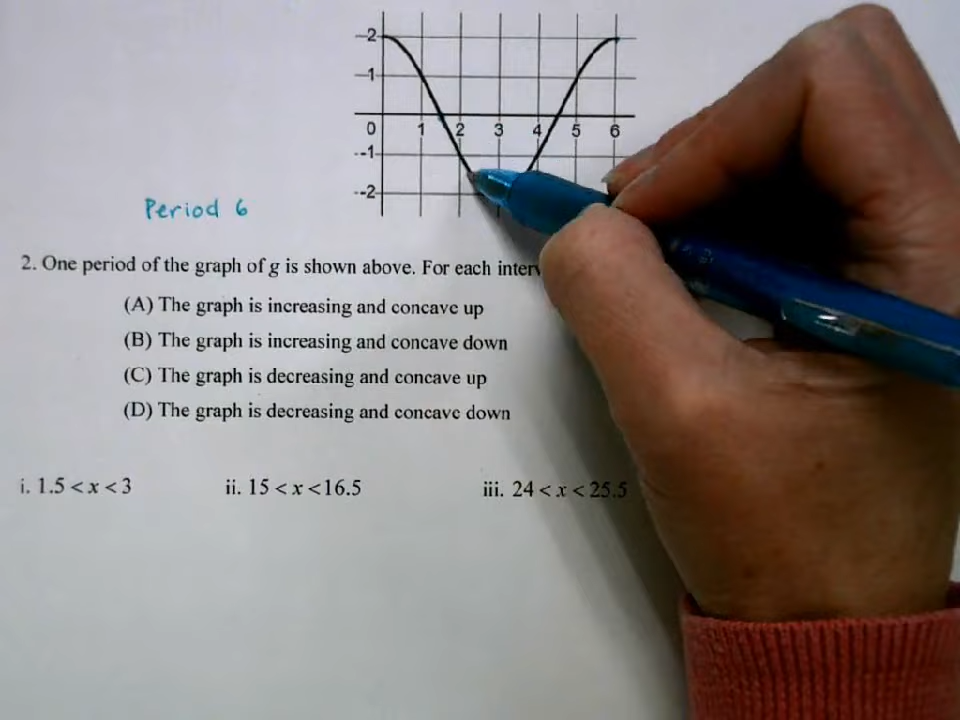 2
1
0 1 2 3 4 5 6
-1
-2
Period 6
2. One period of the graph of g is shown above. For each
(A) The graph is increasing and concave up
(B) The graph is increasing and concave down
(C) The graph is decreasing and concave up
(D) The graph is decreasing and concave down
i. 1.5 < x < 3 ii. 15 < x <16.5 iii. 24 < x < 25.5